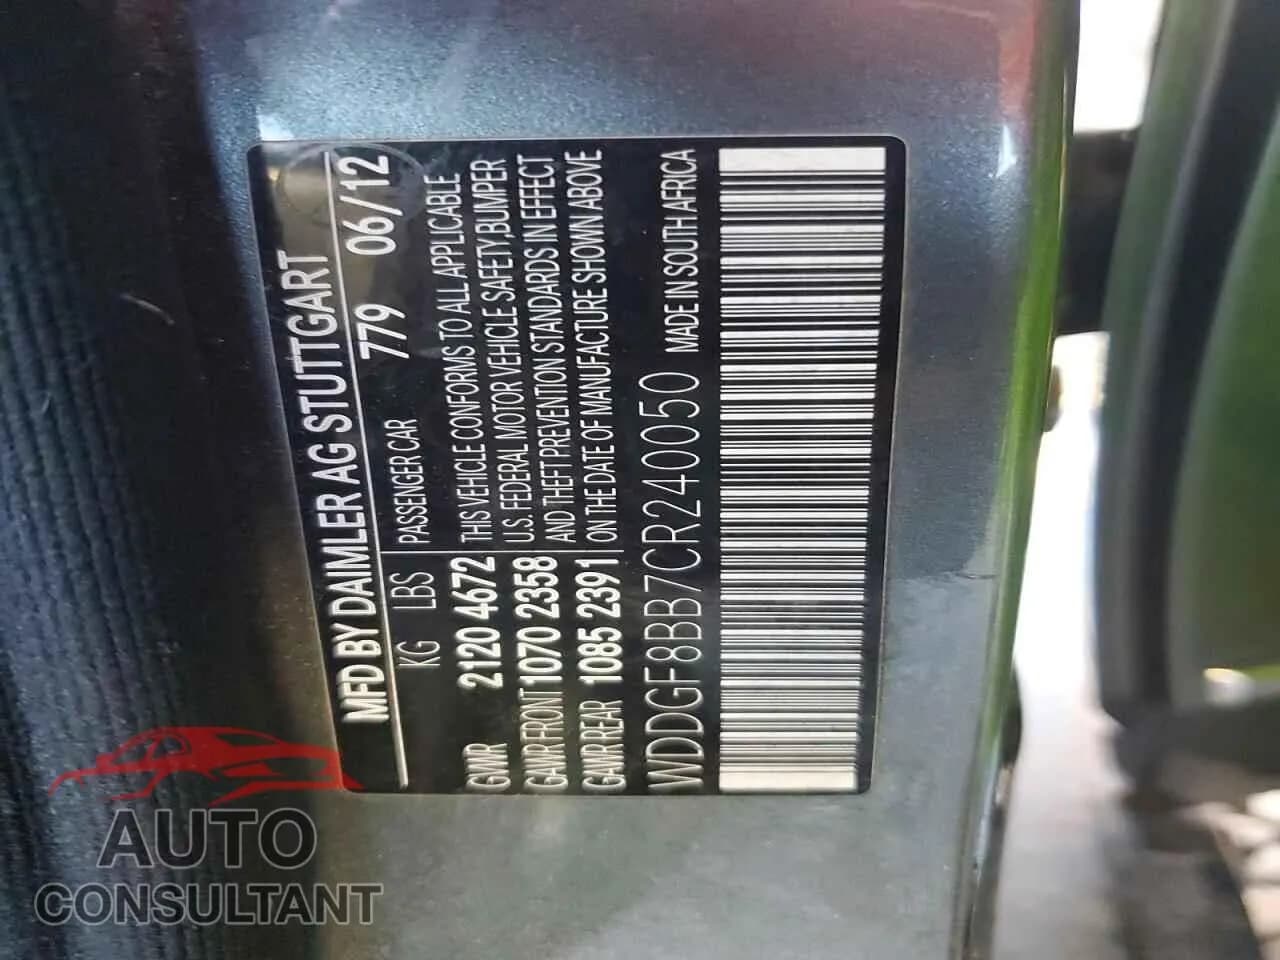 MFD BY DAIMLER AG STUTTGART
KG LBS PASSENGER CAR 779 06/12
GVWR 2120 4672 THIS VEHICLE CONFORMS TO ALL APPLICABLE
GAWR FRONT 1070 2358 U.S. FEDERAL MOTOR VEHICLE SAFETY,BUMPER
GAWR REAR 1085 2391 AND THEFT PREVENTION STANDARDS IN EFFECT
ON THE DATE OF MANUFACTURE SHOWN ABOVE
WDDGF8BB7CR240050 MADE IN SOUTH AFRICA
AUTO
CONSULTANT